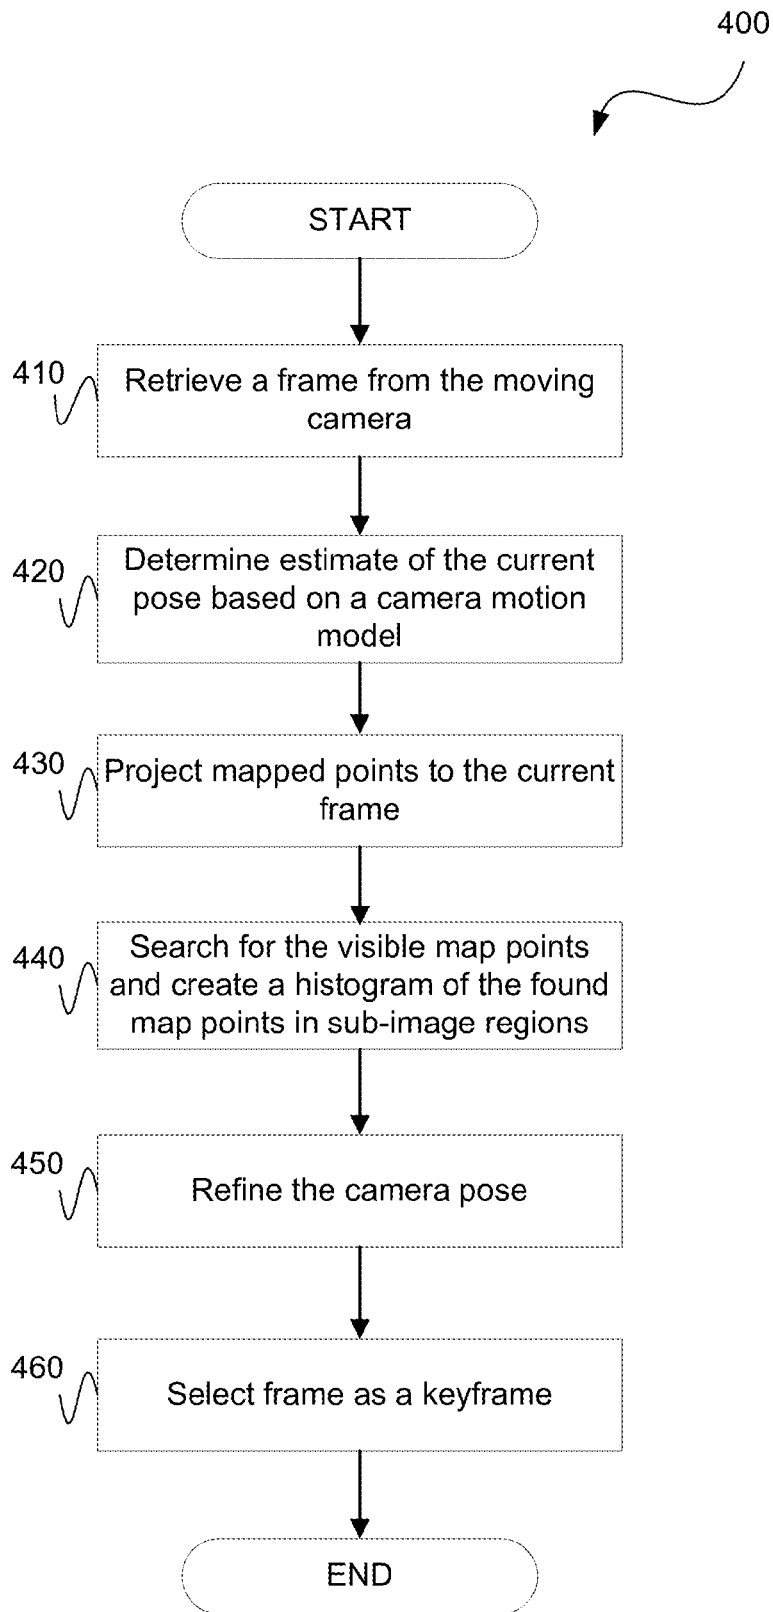 400
START
410
Retrieve a frame from the moving
camera
420
Determine estimate of the current
pose based on a camera motion
model
430
Project mapped points to the current
frame
440
Search for the visible map points
and create a histogram of the found
map points in sub-image regions
450
Refine the camera pose
460
Select frame as a keyframe
END